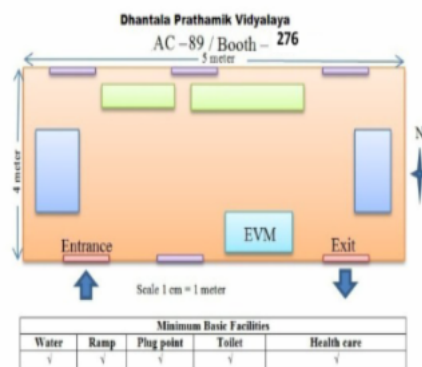 Dhantala Prathamik Vidyalaya
AC –89 / Booth – 276
5 meter
4 meter
N
EVM
Entrance
Exit
Scale 1 cm = 1 meter
Minimum Basic Facilities
Water Ramp Plug point Toilet Health care
√ √ √ √ √